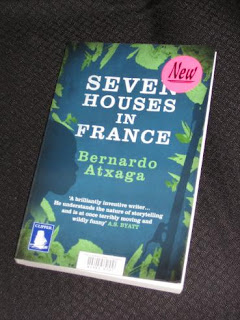 New
SEVEN
HOUSES
IN
FRANCE
Bernardo
Atxaga
'A brilliantly inventive writer...
He understands the nature of storytelling
and is at once terribly moving and
wildly funny' A.S. BYATT
CLIPPER